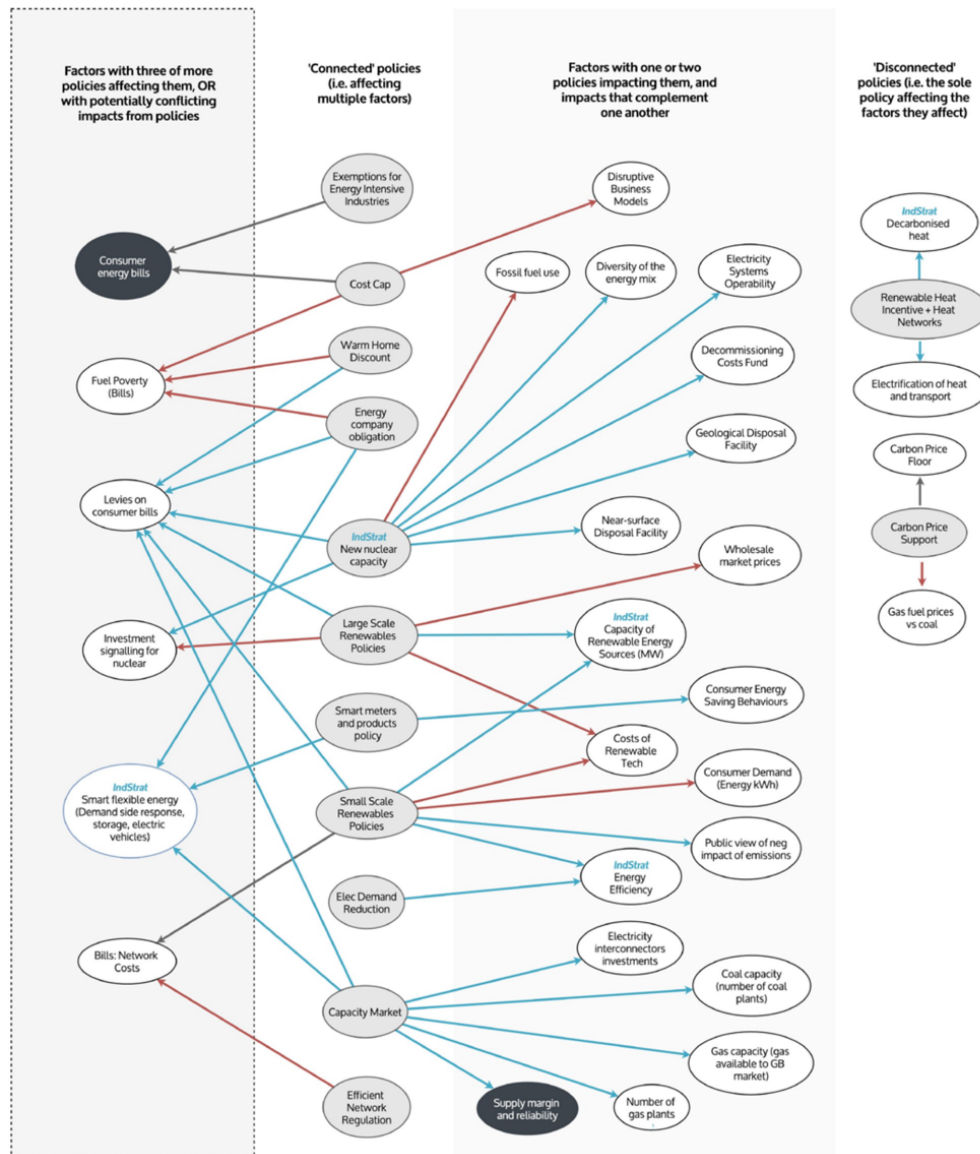 Factors with three of more
policies affecting them, OR
with potentially conflicting
impacts from policies
'Connected' policies
(i.e. affecting
multiple factors)
Factors with one or two
policies impacting them, and
impacts that complement
one another
'Disconnected'
policies (i.e. the sole
policy affecting the
factors they affect)
Consumer
energy bills
Fuel Poverty
(Bills)
Levies on
consumer bills
Investment
signalling for
nuclear
IndStrat
Smart flexible energy
(Demand side response,
storage, electric
vehicles)
Bills: Network
Costs
Exemptions for
Energy Intensive
Industries
Cost Cap
Warm Home
Discount
Energy
company
obligation
IndStrat
New nuclear
capacity
Large Scale
Renewables
Policies
Smart meters
and products
policy
Small Scale
Renewables
Policies
Elec Demand
Reduction
Capacity Market
Efficient
Network
Regulation
Disruptive
Business
Models
Fossil fuel use
Diversity of the
energy mix
Electricity
Systems
Operability
Decommissioning
Costs Fund
Geological Disposal
Facility
Near-surface
Disposal Facility
Wholesale
market prices
IndStrat
Capacity of
Renewable Energy
Sources (MW)
Consumer Energy
Saving Behaviours
Costs of
Renewable
Tech
Consumer Demand
(Energy kWh)
Public view of neg
impact of emissions
IndStrat
Energy
Efficiency
Electricity
interconnectors
investments
Coal capacity
(number of coal
plants)
Gas capacity (gas
available to GB
market)
Supply margin
and reliability
Number of
gas plants
IndStrat
Decarbonised
heat
Renewable Heat
Incentive + Heat
Networks
Electrification of heat
and transport
Carbon Price
Floor
Carbon Price
Support
Gas fuel prices
vs coal